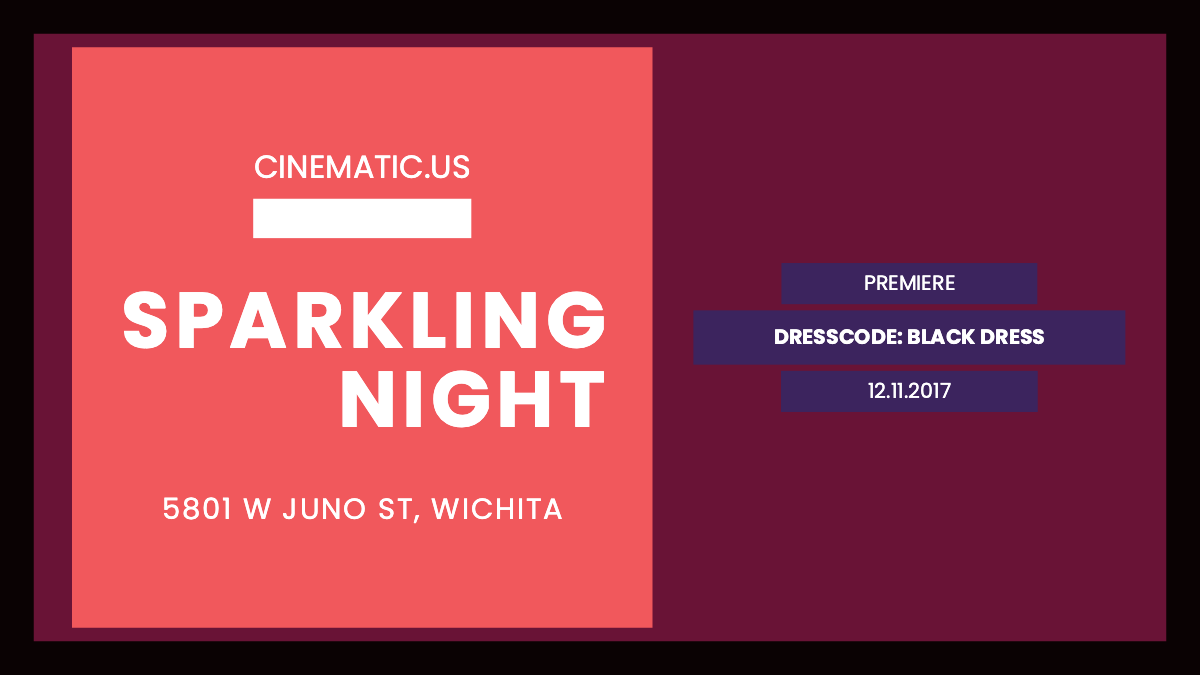 CINEMATIC.US
SPARKLING
NIGHT
5801 W JUNO ST, WICHITA
PREMIERE
DRESSCODE: BLACK DRESS
12.11.2017